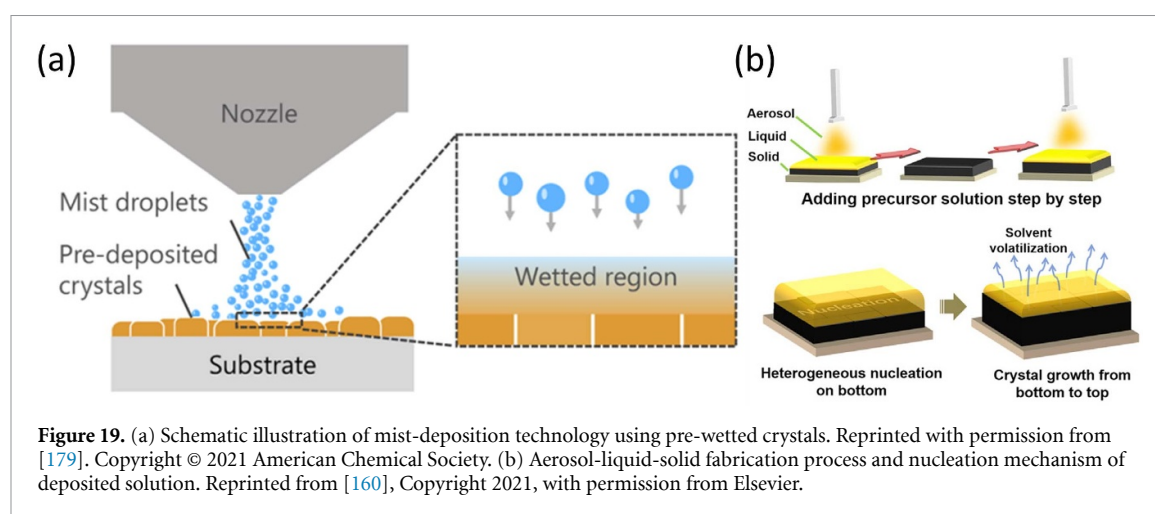 (a)
Nozzle
Mist droplets
Pre-deposited
crystals
Substrate
Wetted region
(b)
Aerosol
Liquid
Solid
Adding precursor solution step by step
Solvent
volatilization
Nucleation
Heterogeneous nucleation
on bottom
Crystal growth from
bottom to top
Figure 19. (a) Schematic illustration of mist-deposition technology using pre-wetted crystals. Reprinted with permission from
[179]. Copyright © 2021 American Chemical Society. (b) Aerosol-liquid-solid fabrication process and nucleation mechanism of
deposited solution. Reprinted from [160], Copyright 2021, with permission from Elsevier.